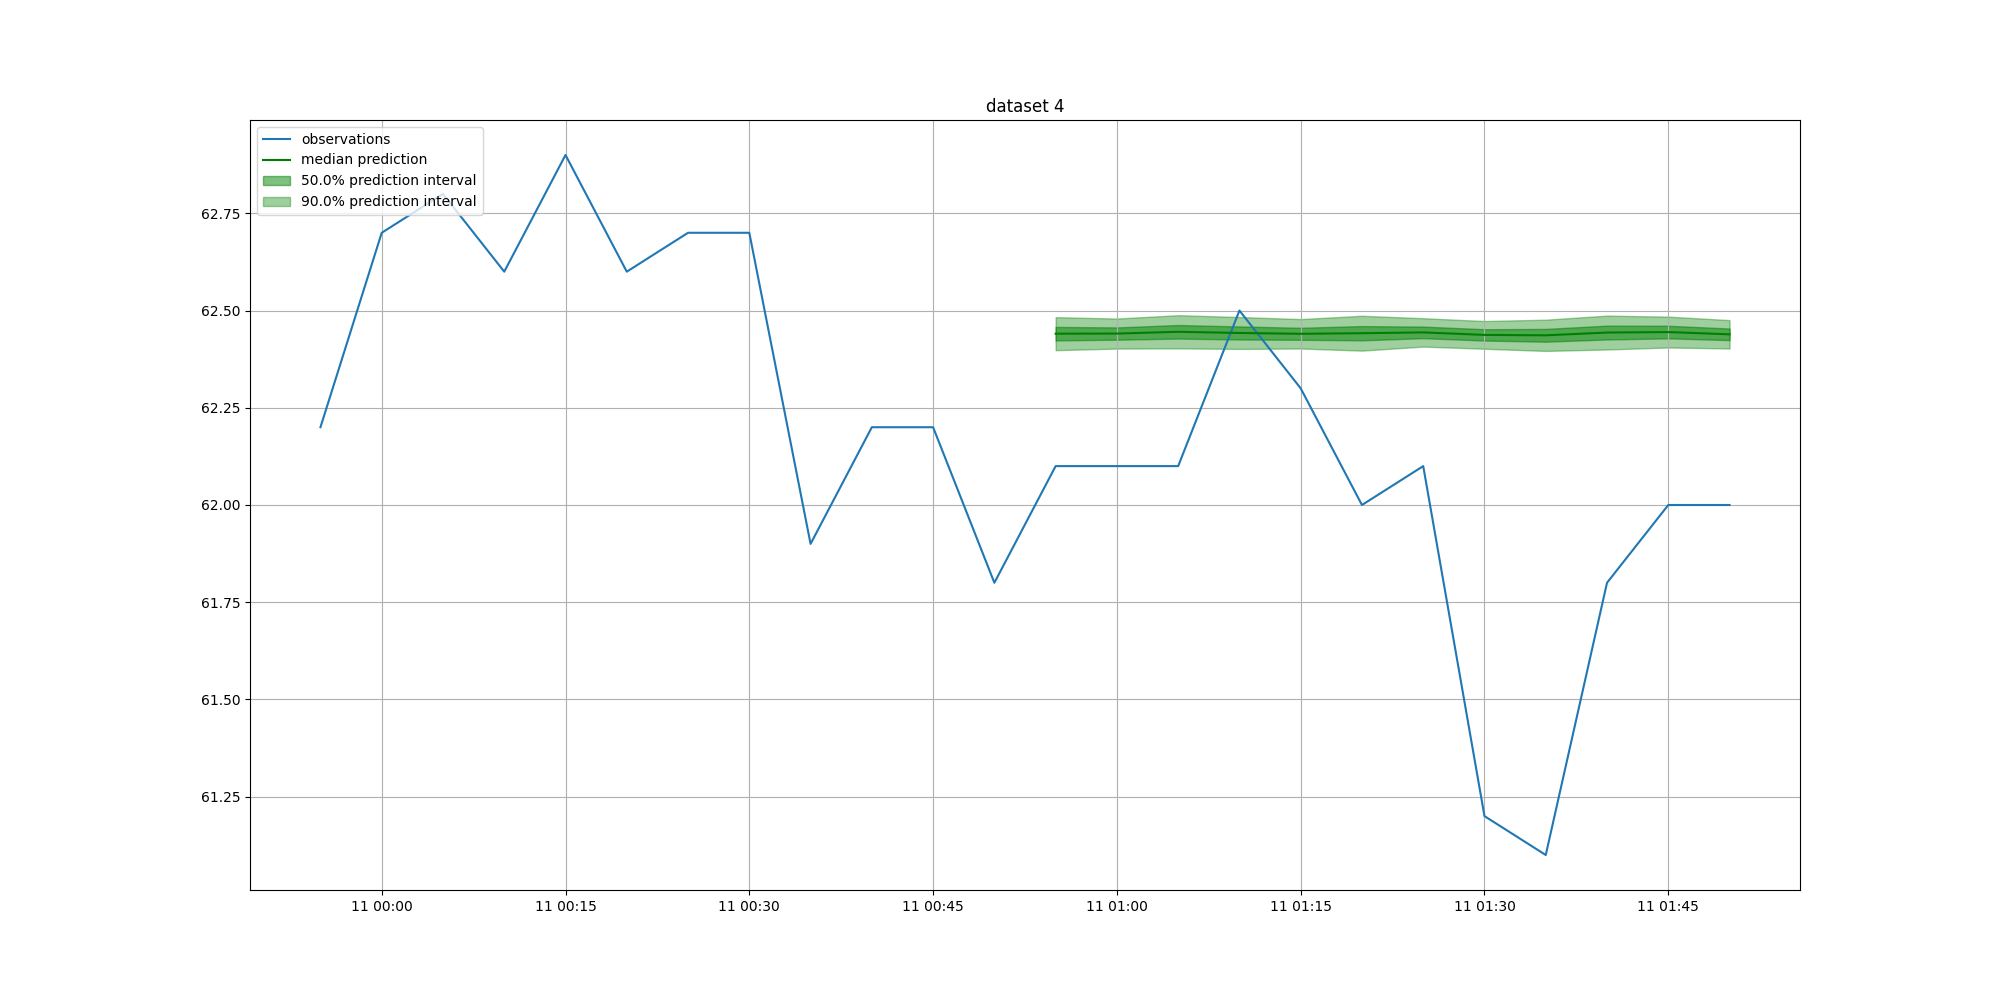 dataset 4
observations
median prediction
50.0% prediction interval
90.0% prediction interval
62.75
62.50
62.25
62.00
61.75
61.50
61.25
11 00:00 11 00:15 11 00:30 11 00:45 11 01:00 11 01:15 11 01:30 11 01:45